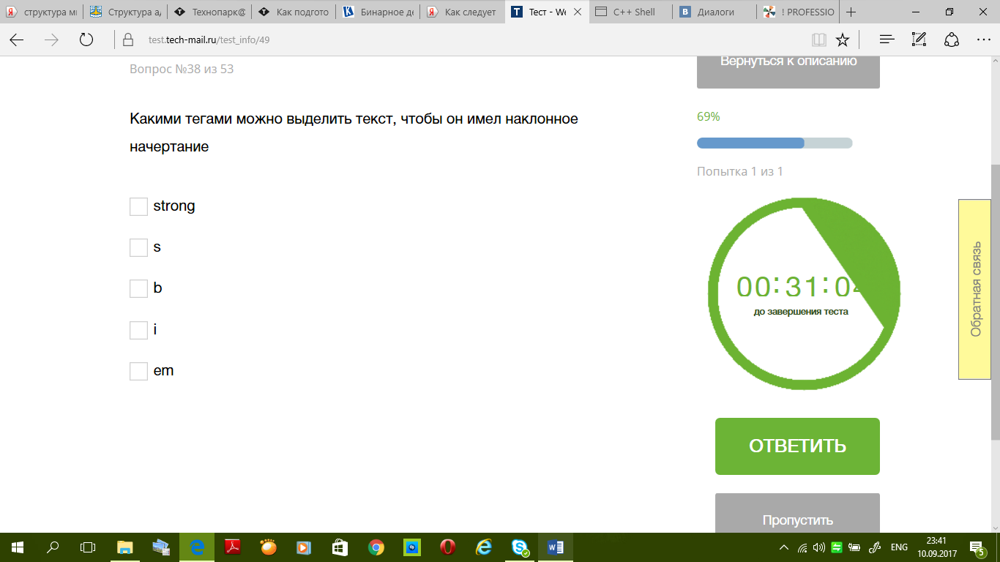 структура мі
Структура а
Технопарк@
Как подгото
Бинарное де
Как следует
Тест - We
C++ Shell
Диалоги
! PROFESSIO
test.tech-mail.ru/test_info/49
Вопрос №38 из 53
Вернуться к описанию
Какими тегами можно выделить текст, чтобы он имел наклонное
начертание
69%
Попытка 1 из 1
strong
s
b
i
em
00:31:04
до завершения теста
Обратная связь
ОТВЕТИТЬ
Пропустить
ENG
23:41
10.09.2017
5